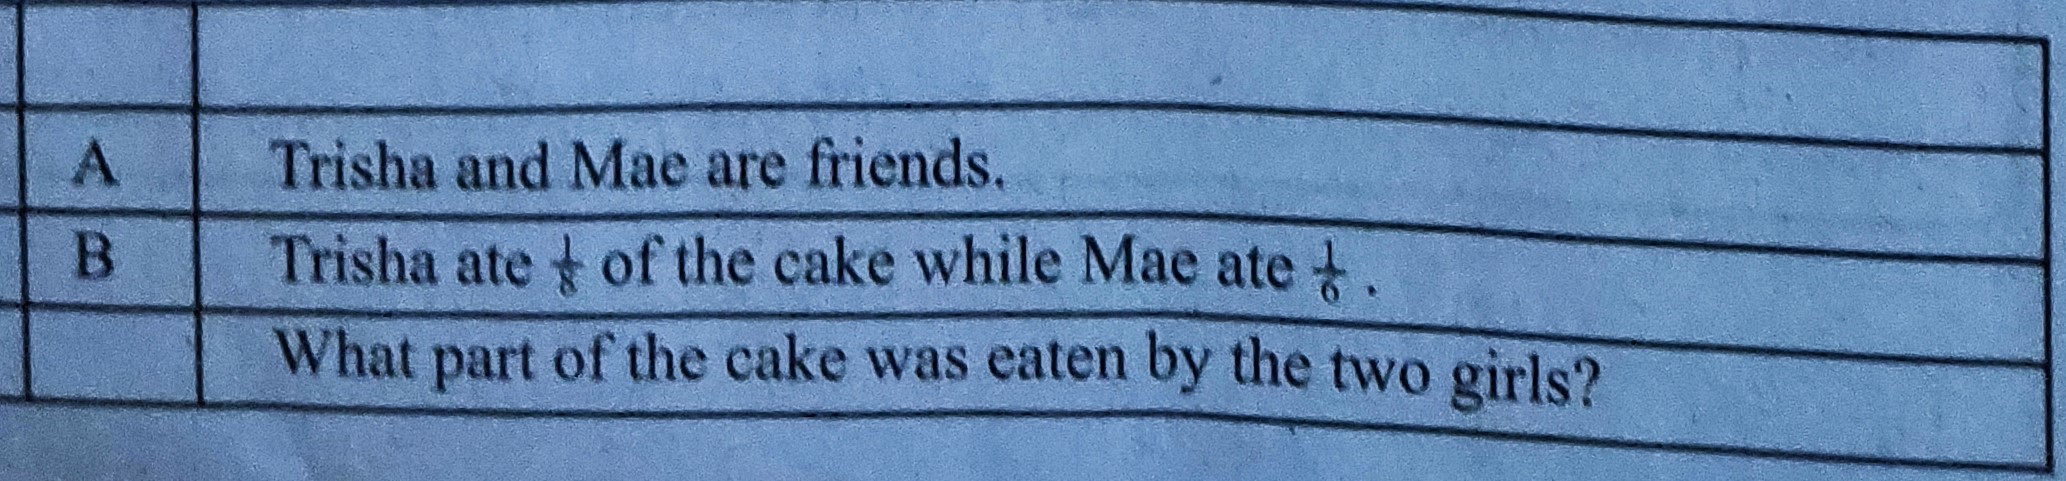 A Trisha and Mae are friends.
B Trisha ate 1/8 of the cake while Mae ate 1/6.
What part of the cake was eaten by the two girls?